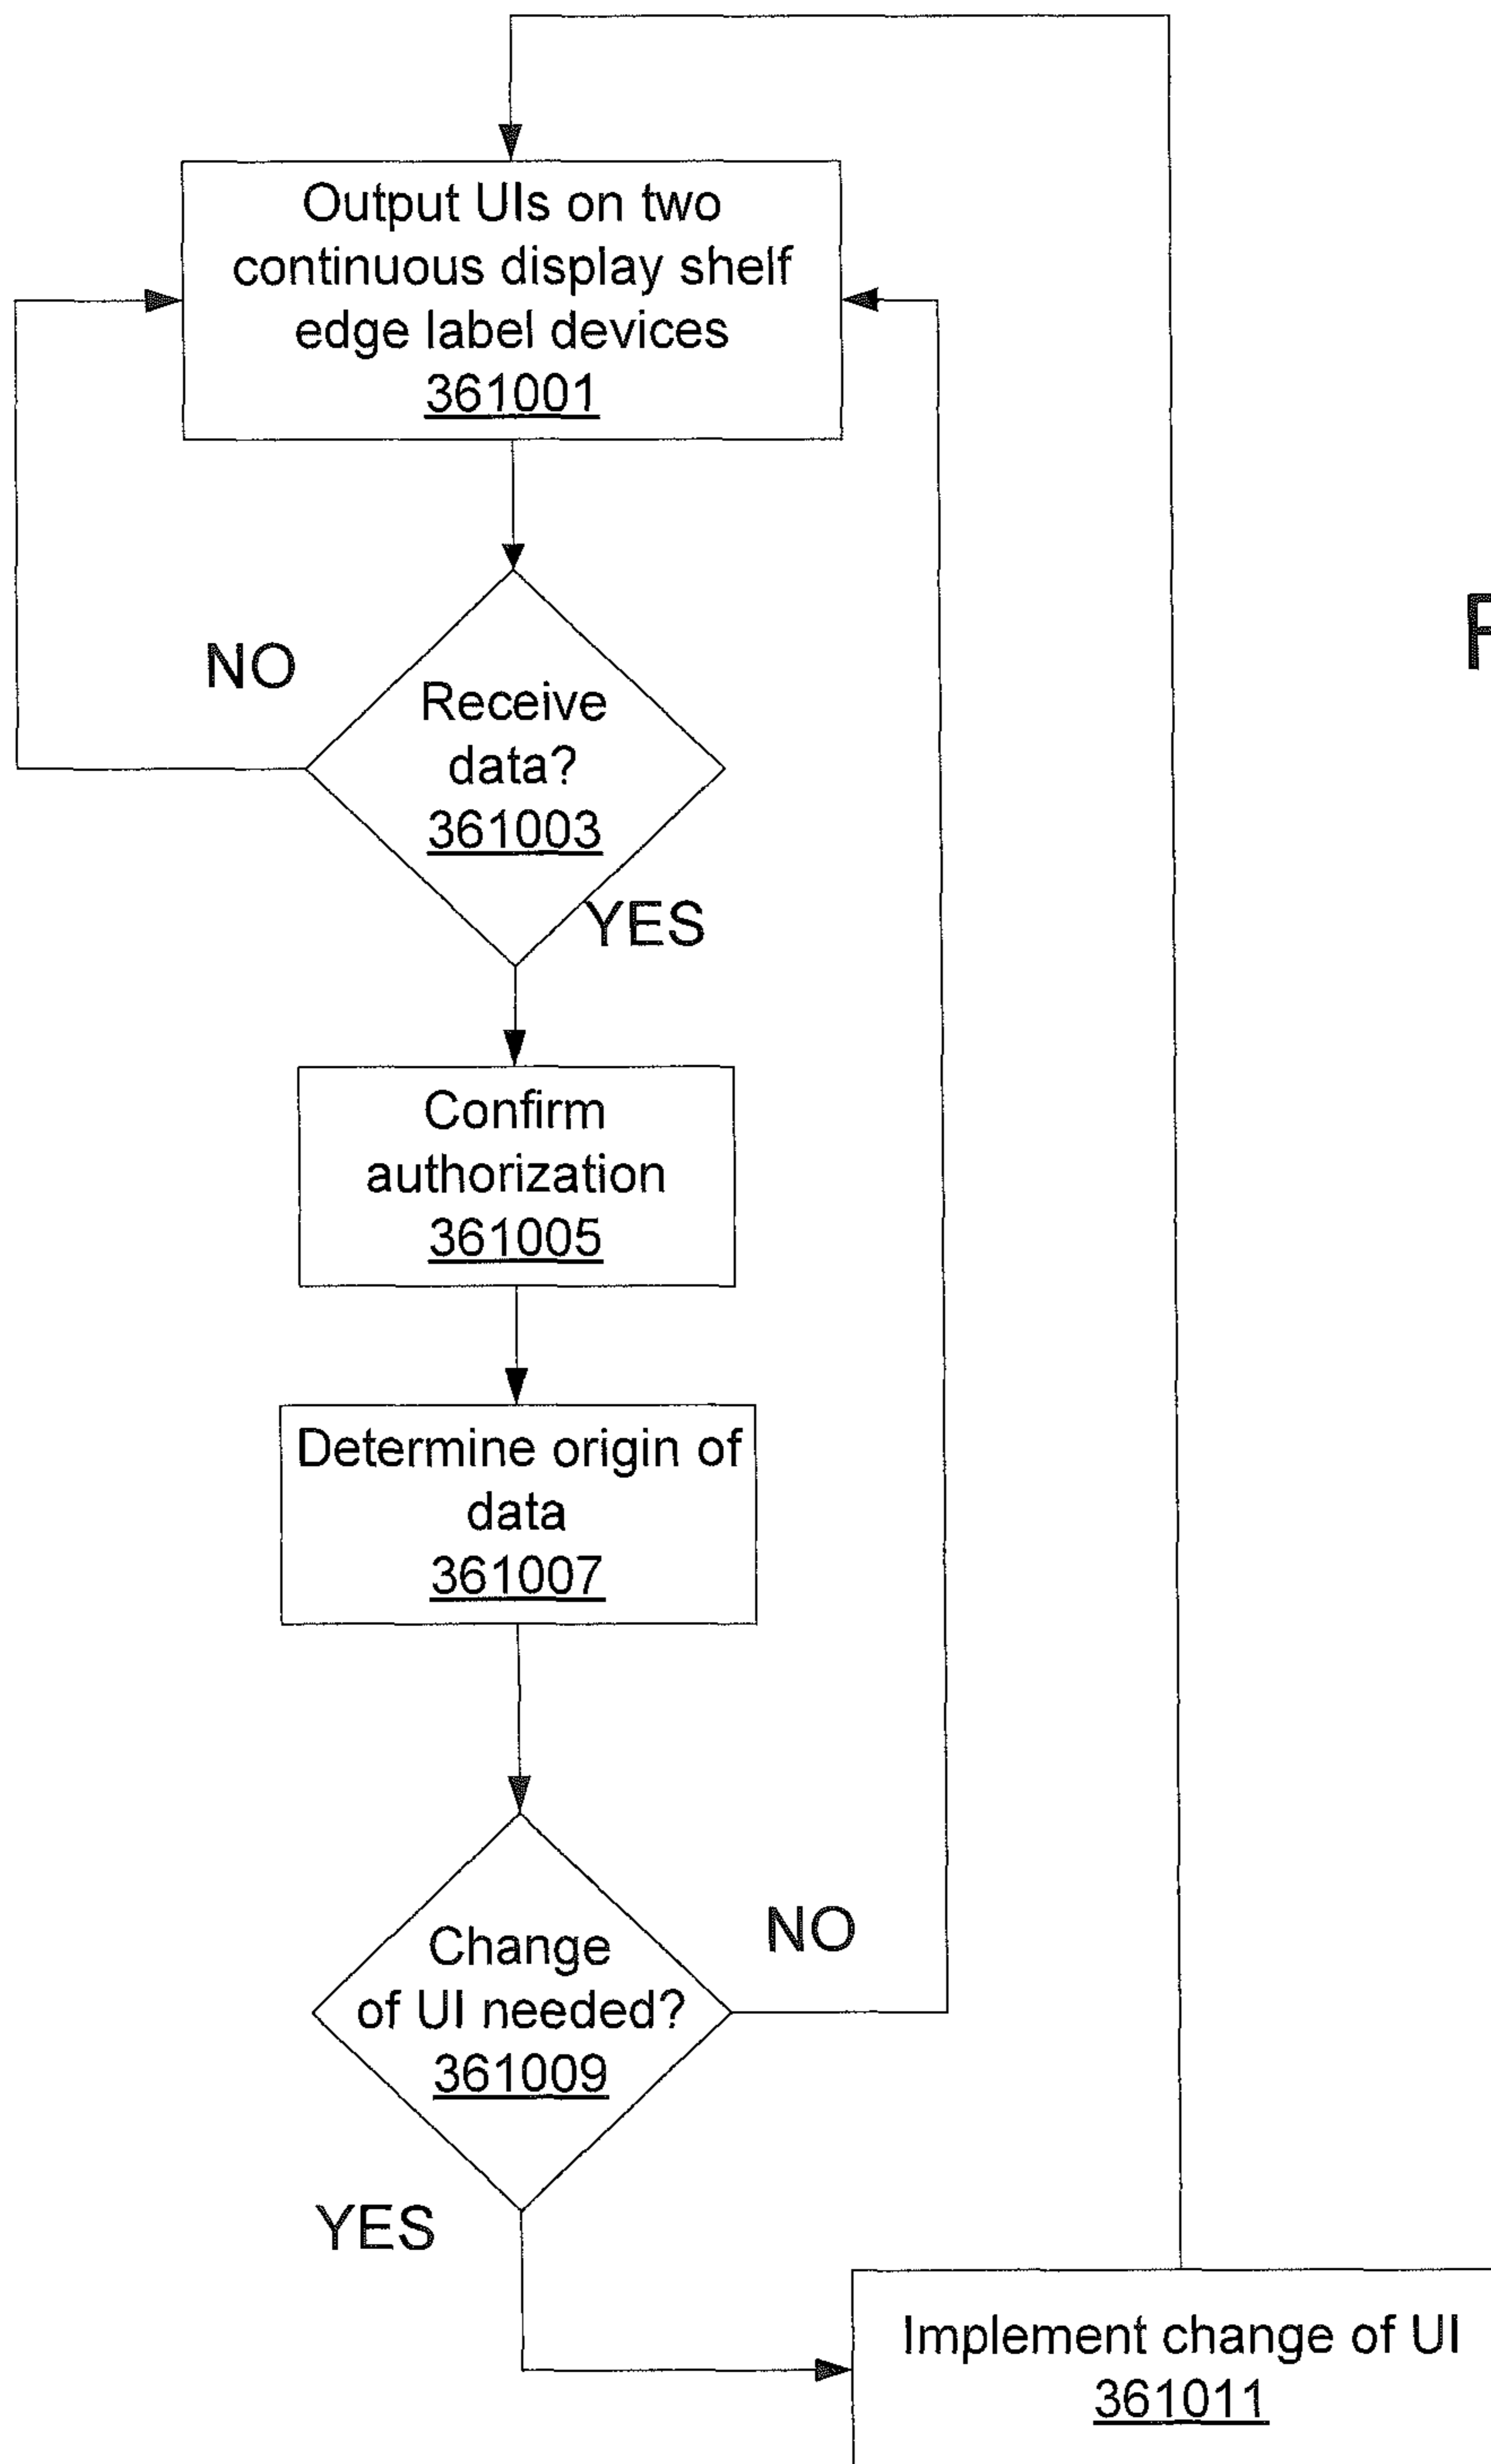 Output UIs on two
continuous display shelf
edge label devices
361001
NO
Receive
data?
361003
YES
Confirm
authorization
361005
Determine origin of
data
361007
Change
of UI needed?
361009
NO
YES
Implement change of UI
361011